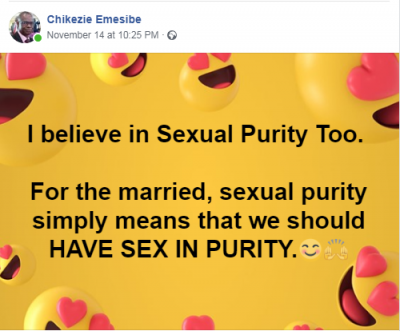 Chikezie Emesibe
November 14 at 10:25 PM ·
I believe in Sexual Purity Too.
For the married, sexual purity
simply means that we should
HAVE SEX IN PURITY.😊🙌